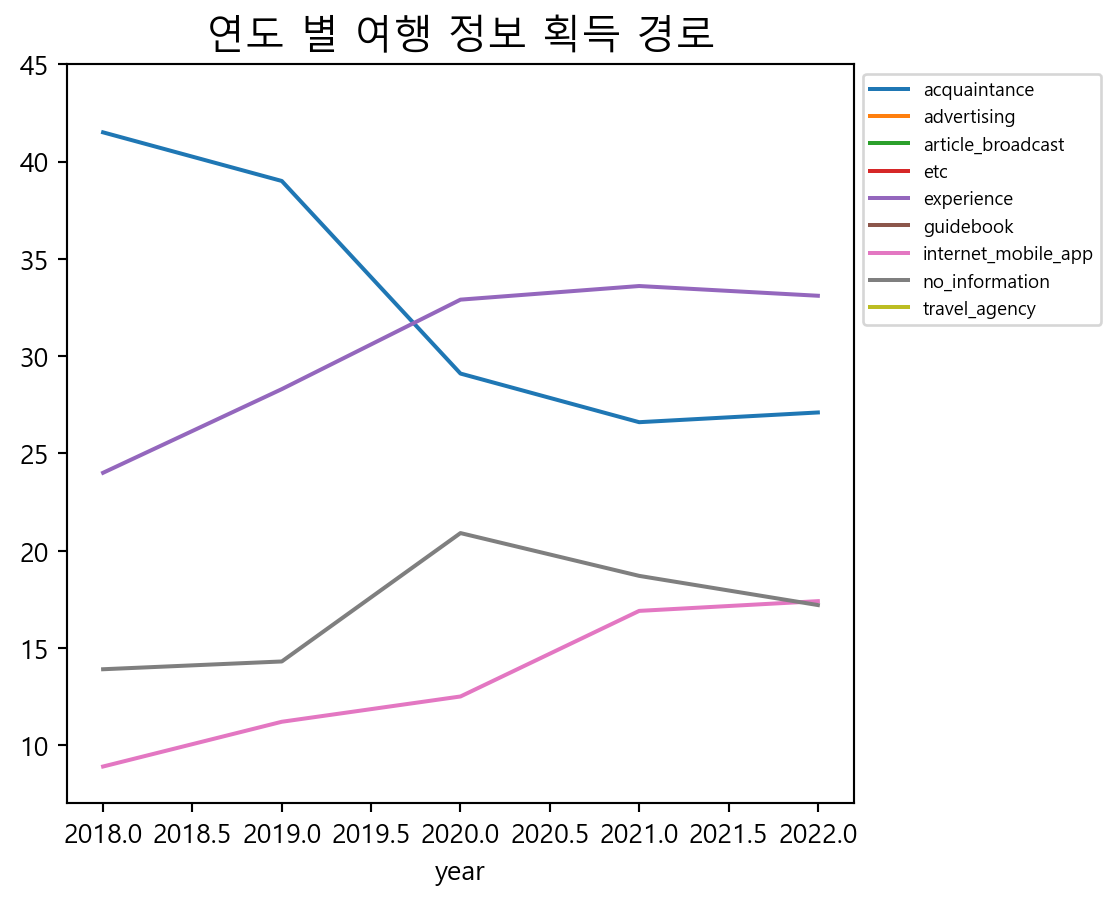 연도 별 여행 정보 획득 경로
45
40
35
30
25
20
15
10
2018.0 2018.5 2019.0 2019.5 2020.0 2020.5 2021.0 2021.5 2022.0
year
acquaintance
advertising
article_broadcast
etc
experience
guidebook
internet_mobile_app
no_information
travel_agency